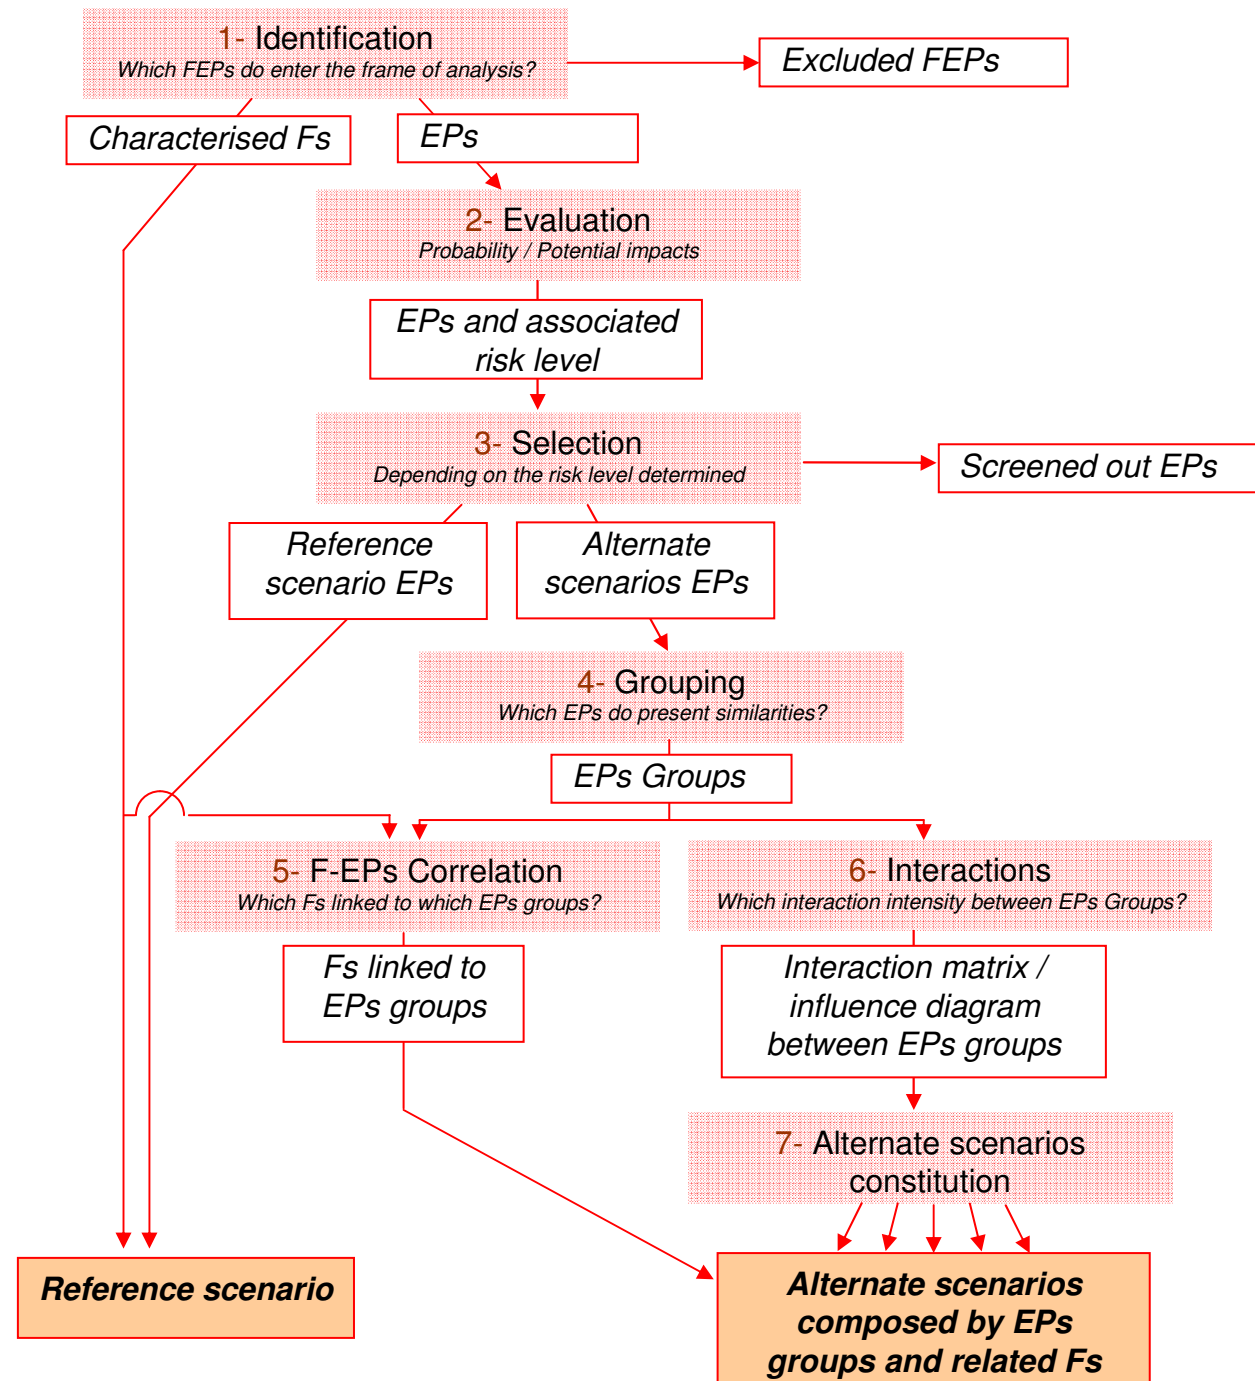 1- Identification
Which FEPs do enter the frame of analysis?
Excluded FEPs
Characterised Fs
EPs
2- Evaluation
Probability / Potential impacts
EPs and associated
risk level
3- Selection
Depending on the risk level determined
Screened out EPs
Reference
scenario EPs
Alternate
scenarios EPs
4- Grouping
Which EPs do present similarities?
EPs Groups
5- F-EPs Correlation
Which Fs linked to which EPs groups?
6- Interactions
Which interaction intensity between EPs Groups?
Fs linked to
EPs groups
Interaction matrix /
influence diagram
between EPs groups
7- Alternate scenarios
constitution
Reference scenario
Alternate scenarios
composed by EPs
groups and related Fs